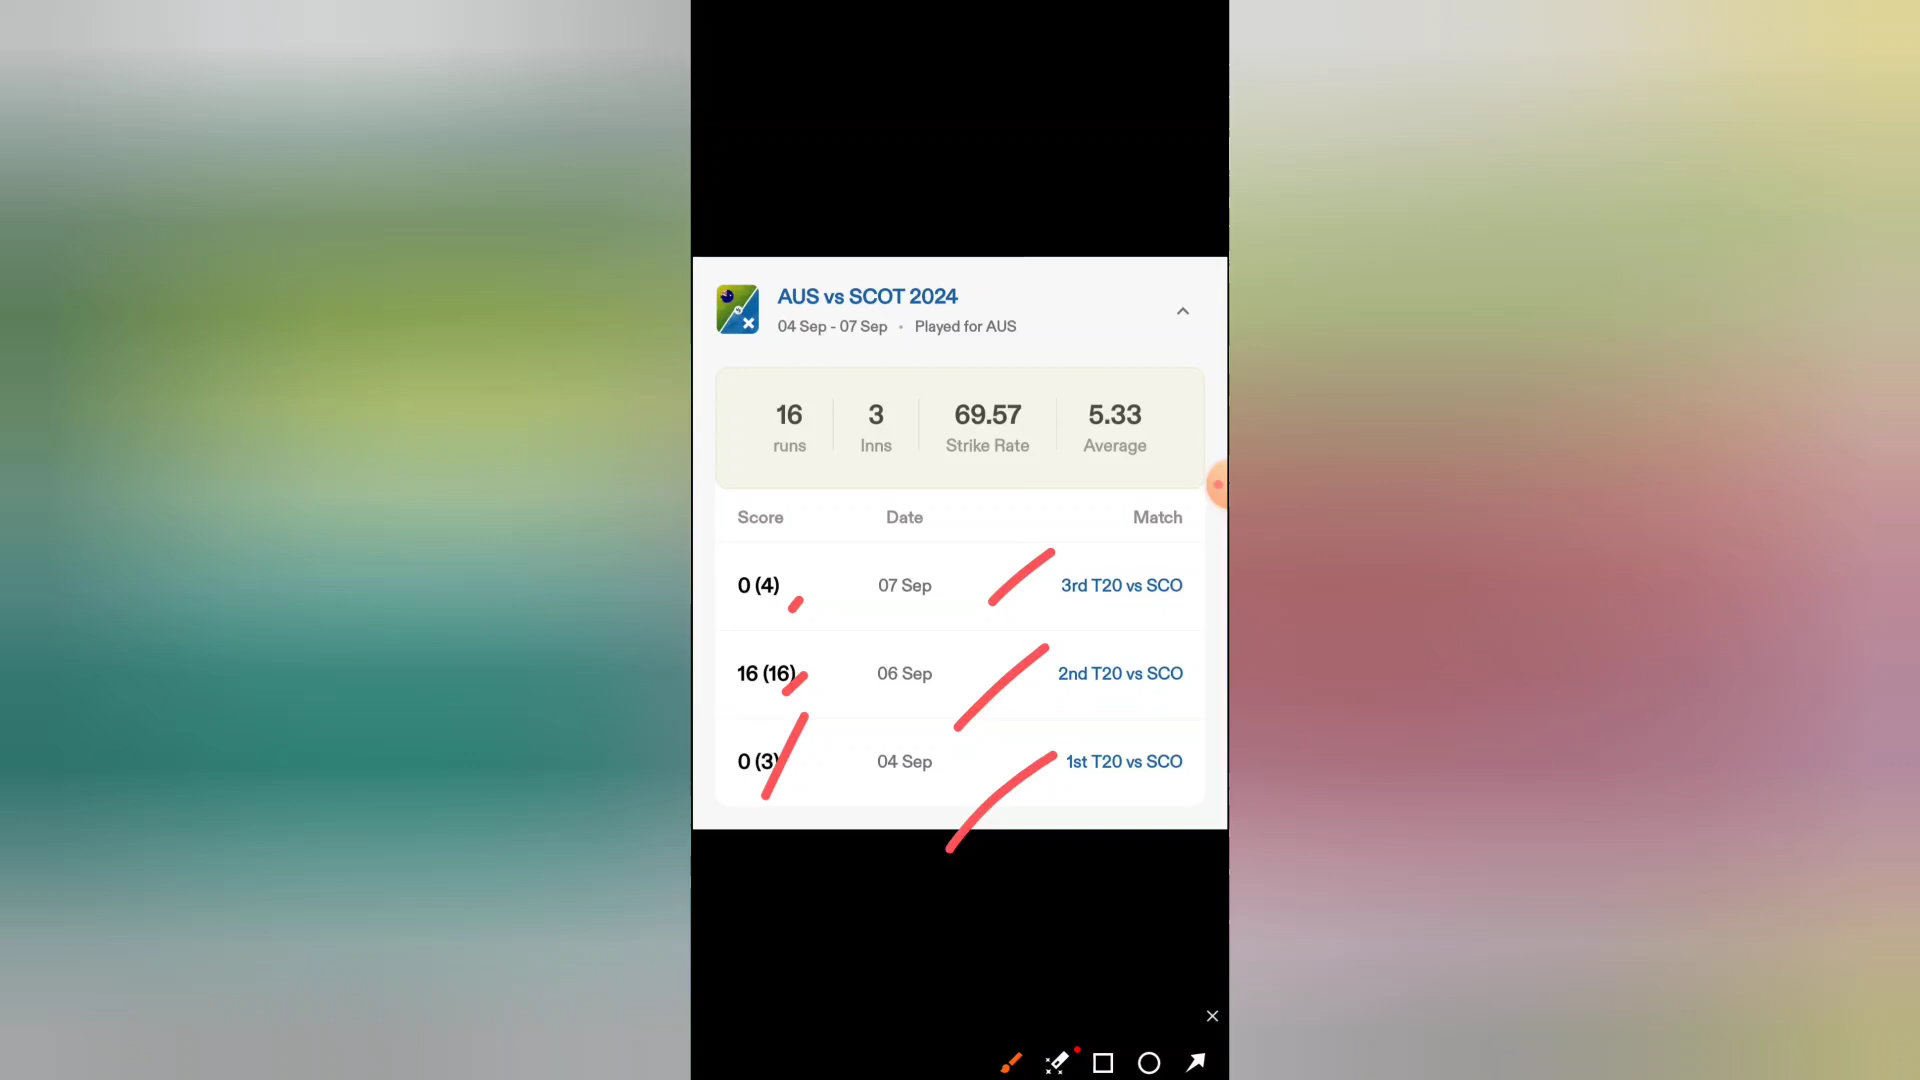 AUS vs SCOT 2024
04 Sep - 07 Sep • Played for AUS
16 3 69.57 5.33
runs Inns Strike Rate Average
Score Date Match
0 (4) 07 Sep 3rd T20 vs SCO
16 (16) 06 Sep 2nd T20 vs SCO
0 (3) 04 Sep 1st T20 vs SCO